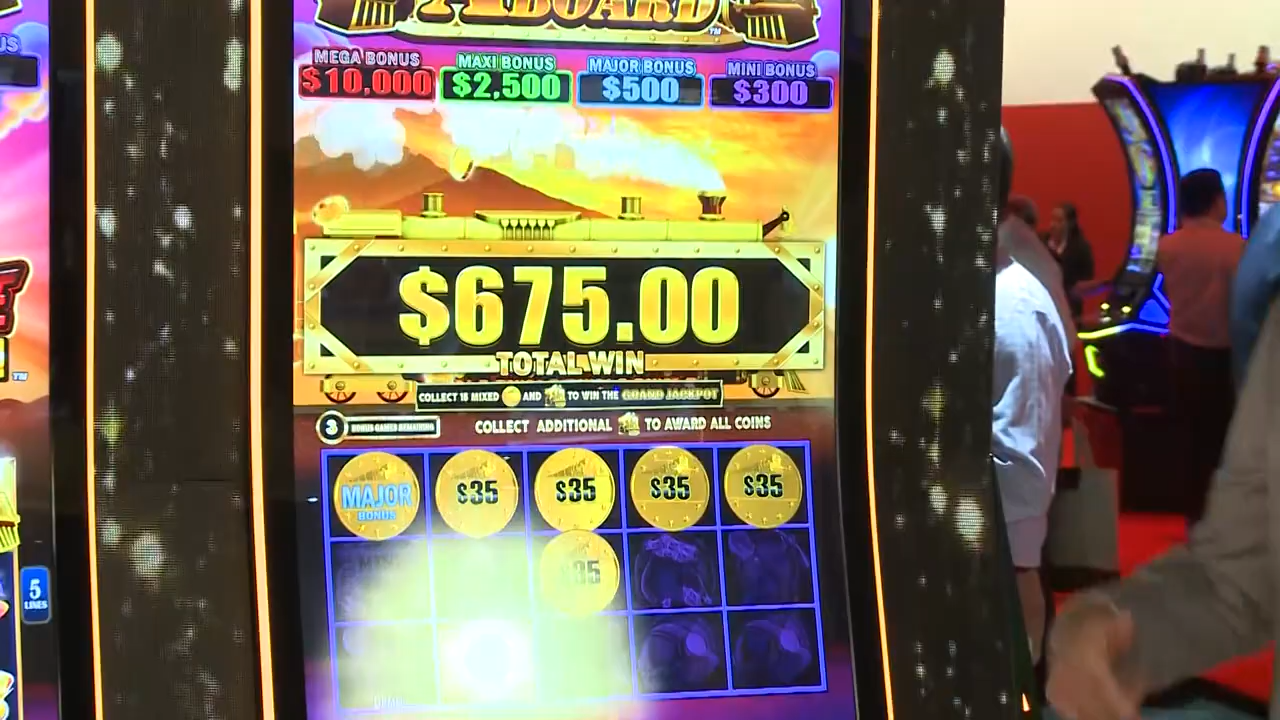 ABOARD™
MEGA BONUS
$10,000
MAXI BONUS
$2,500
MAJOR BONUS
$500
MINI BONUS
$300
$675.00
TOTAL WIN
COLLECT 15 MIXED AND TO WIN THE GRAND JACKPOT
3 BONUS GAMES REMAINING
COLLECT ADDITIONAL TO AWARD ALL COINS
MAJOR
BONUS
$35
$35
$35
$35
$35
TM
5
LINES